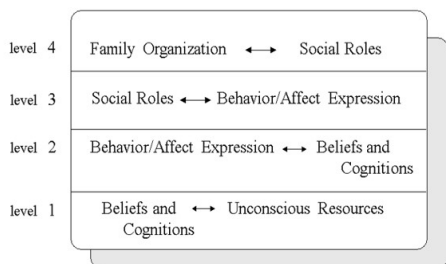 level 4 Family Organization ↔ Social Roles
level 3 Social Roles ↔ Behavior/Affect Expression
level 2 Behavior/Affect Expression ↔ Beliefs and
Cognitions
level 1 Beliefs and ↔ Unconscious Resources
Cognitions